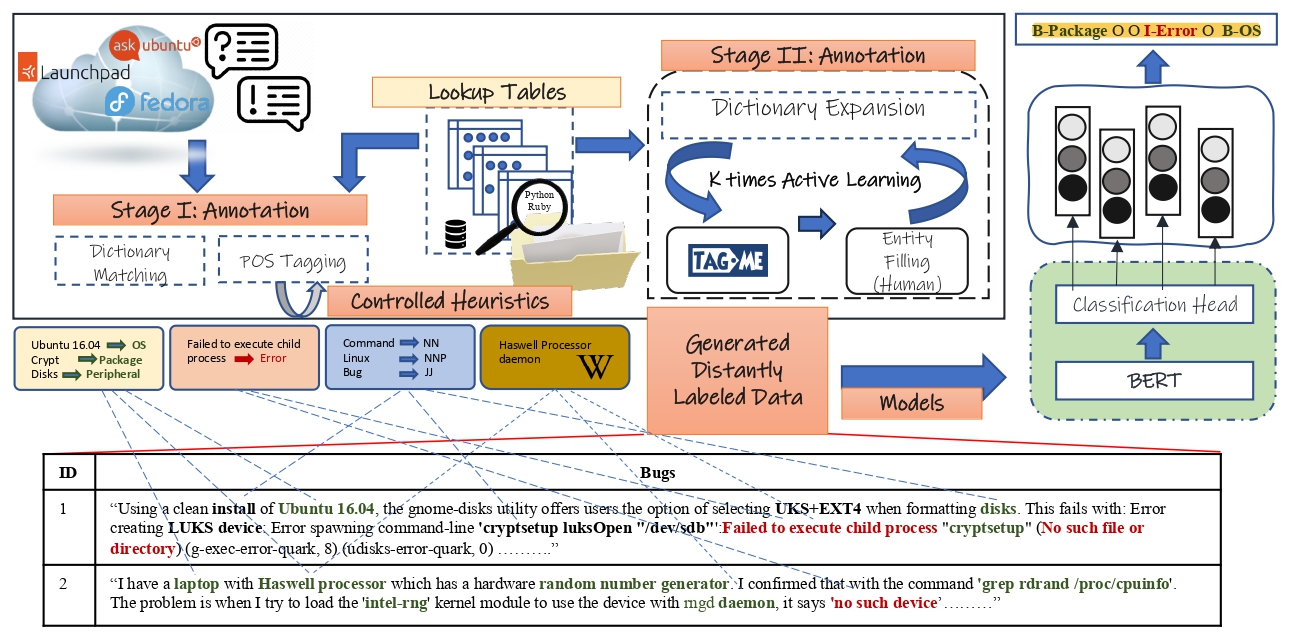 ask ubuntu
Launchpad
fedora
Lookup Tables
Python
Ruby
Stage I: Annotation
Dictionary
Matching
POS Tagging
Controlled Heuristics
Stage II: Annotation
Dictionary Expansion
K times Active Learning
TAGME
Entity
Filling
(Human)
B-Package O O I-Error O B-OS
Classification Head
BERT
Ubuntu 16.04 OS
Crypt Package
Disks Peripheral
Failed to execute child
process Error
Command NN
Linux NNP
Bug JJ
Haswell Processor
daemon
W
Generated
Distantly
Labeled Data
Models
ID Bugs
1 “Using a clean install of Ubuntu 16.04, the gnome-disks utility offers users the option of selecting UKS+EXT4 when formatting disks. This fails with: Error
creating LUKS device: Error spawning command-line 'cryptsetup luksOpen "/dev/sdb"':Failed to execute child process "cryptsetup" (No such file or
directory) (g-exec-error-quark, 8) (udisks-error-quark, 0) ……….”
2 “I have a laptop with Haswell processor which has a hardware random number generator. I confirmed that with the command 'grep rdrand /proc/cpuinfo'.
The problem is when I try to load the 'intel-rng' kernel module to use the device with rngd daemon, it says 'no such device’………”